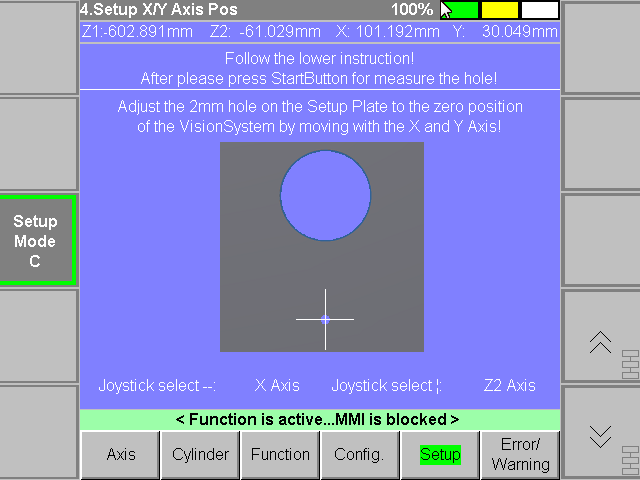 4.Setup X/Y Axis Pos 100%
Z1:-602.891mm Z2: -61.029mm X: 101.192mm Y: 30.049mm
Follow the lower instruction!
After please press StartButton for measure the hole!
Adjust the 2mm hole on the Setup Plate to the zero position
of the VisionSystem by moving with the X and Y Axis!
Setup
Mode
C
Joystick select --: X Axis Joystick select ¦: Z2 Axis
< Function is active...MMI is blocked >
Axis Cylinder Function Config. Setup Error/
Warning